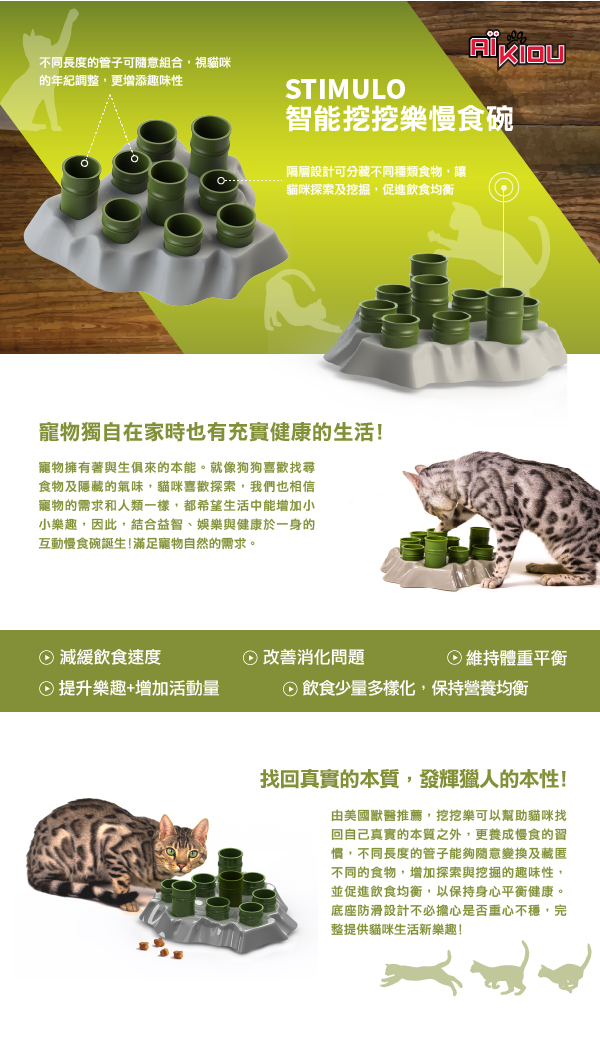 AïKIOU
不同長度的管子可隨意組合，視貓咪
的年紀調整，更增添趣味性
STIMULO
智能挖挖樂慢食碗
隔層設計可分藏不同種類食物，讓
貓咪探索及挖掘，促進飲食均衡
寵物獨自在家時也有充實健康的生活!
寵物擁有著與生俱來的本能。就像狗狗喜歡找尋
食物及隱藏的氣味，貓咪喜歡探索，我們也相信
寵物的需求和人類一樣，都希望生活中能增加小
小樂趣，因此，結合益智、娛樂與健康於一身的
互動慢食碗誕生!滿足寵物自然的需求。
減緩飲食速度
改善消化問題
維持體重平衡
提升樂趣+增加活動量
飲食少量多樣化，保持營養均衡
找回真實的本質，發輝獵人的本性!
由美國獸醫推薦，挖挖樂可以幫助貓咪找
回自己真實的本質之外，更養成慢食的習
慣，不同長度的管子能夠隨意變換及藏匿
不同的食物，增加探索與挖掘的趣味性，
並促進飲食均衡，以保持身心平衡健康。
底座防滑設計不必擔心是否重心不穩，完
整提供貓咪生活新樂趣!